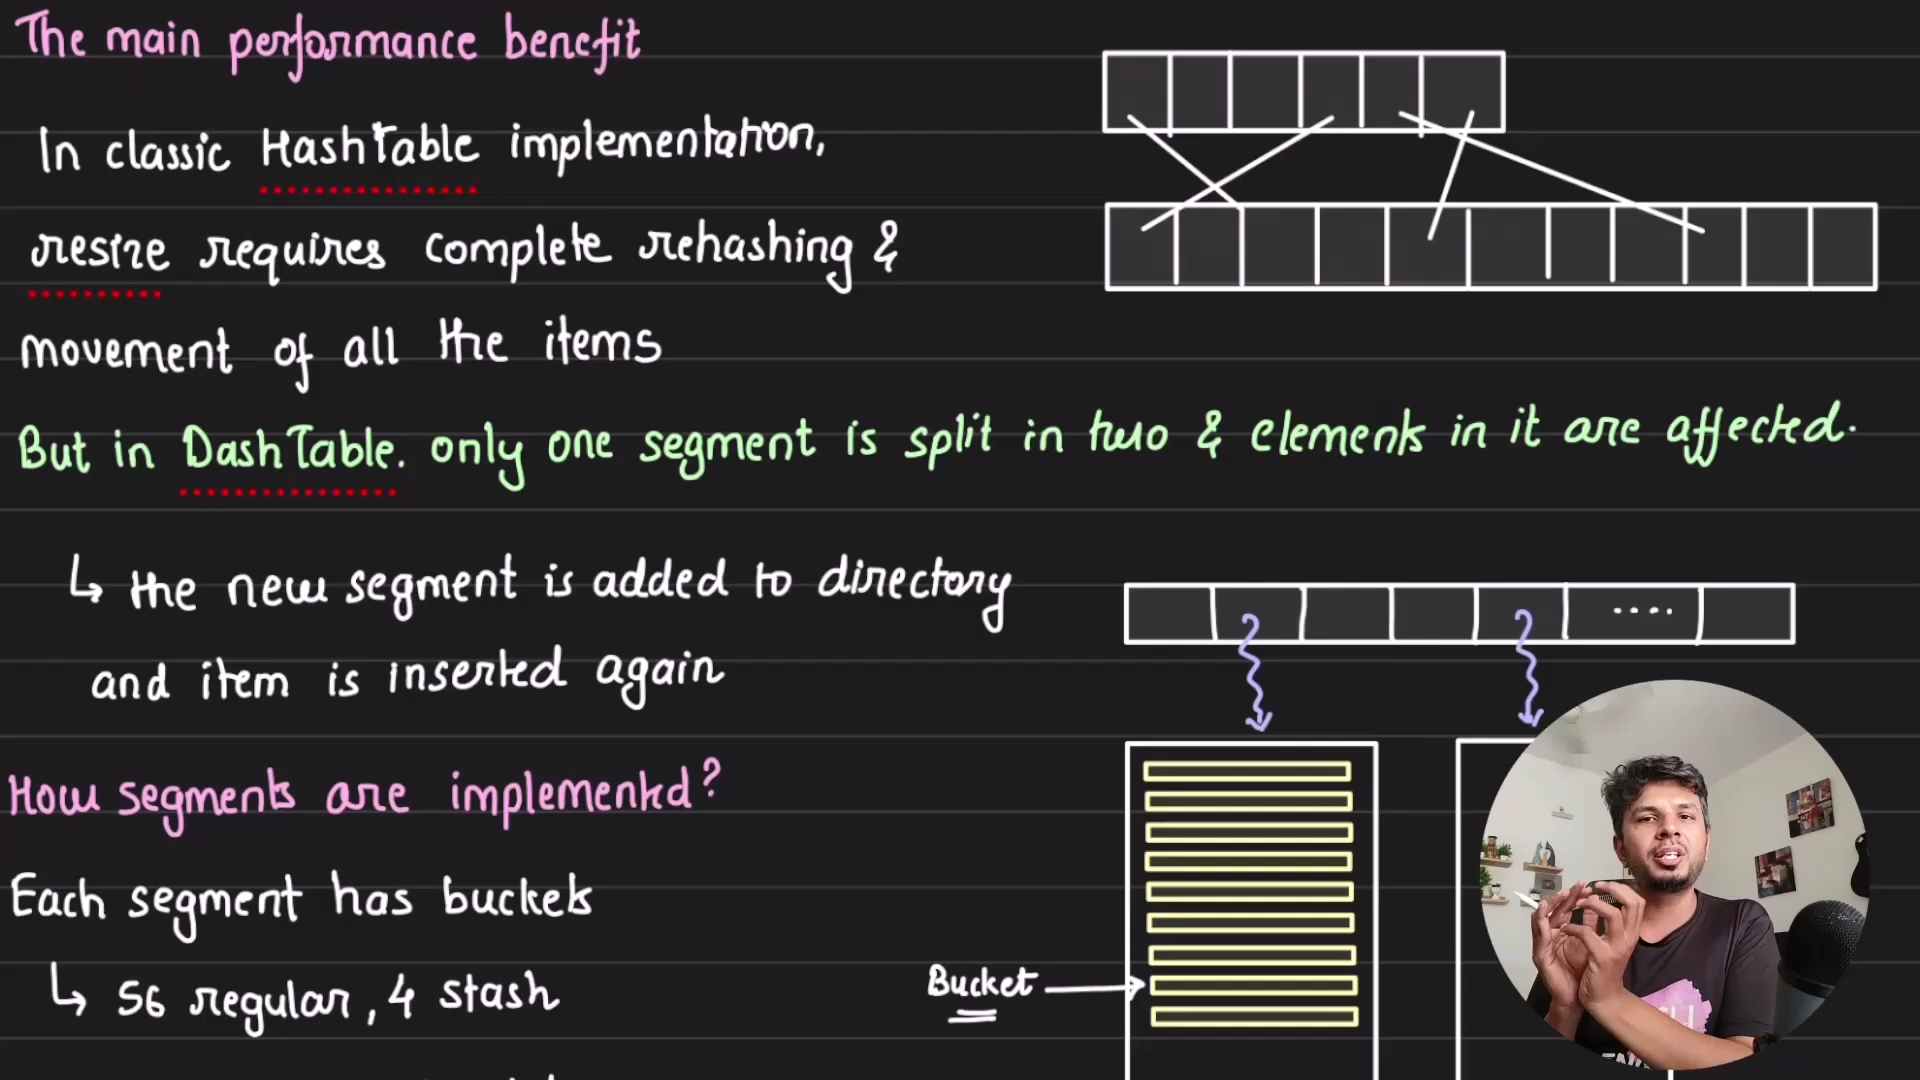 The main performance benefit
In classic HashTable implementation,
resize requires complete rehashing &
movement of all the items
But in DashTable. only one segment is split in two & elements in it are affected.
↳ the new segment is added to directory
and item is inserted again
....
How segments are implemented?
Each segment has buckets
↳ 56 regular, 4 stash
Bucket